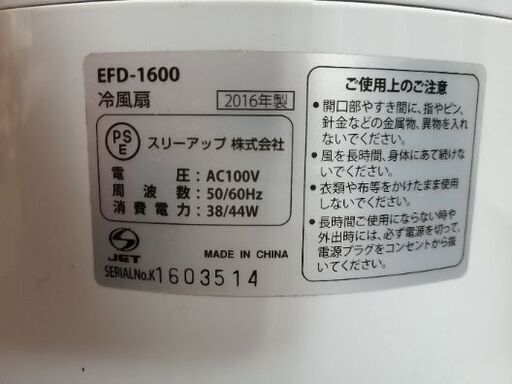 EFD-1600
冷風扇 2016年製
PS
E
スリーアップ 株式会社
電圧:AC100V
周波数:50/60Hz
消費電力:38/44W
JET
MADE IN CHINA
SERIALNo.K1603514
ご使用上のご注意
•開口部やすき間に、指やピン、
針金などの金属物、異物を入れ
ないでください。
•風を長時間、身体にあて続けない
でください。
•衣類や布等をかけたまま使用
しないでください。
•長時間ご使用にならない時や
外出時には、必ず電源を切って、
電源プラグをコンセントから抜
いてください。